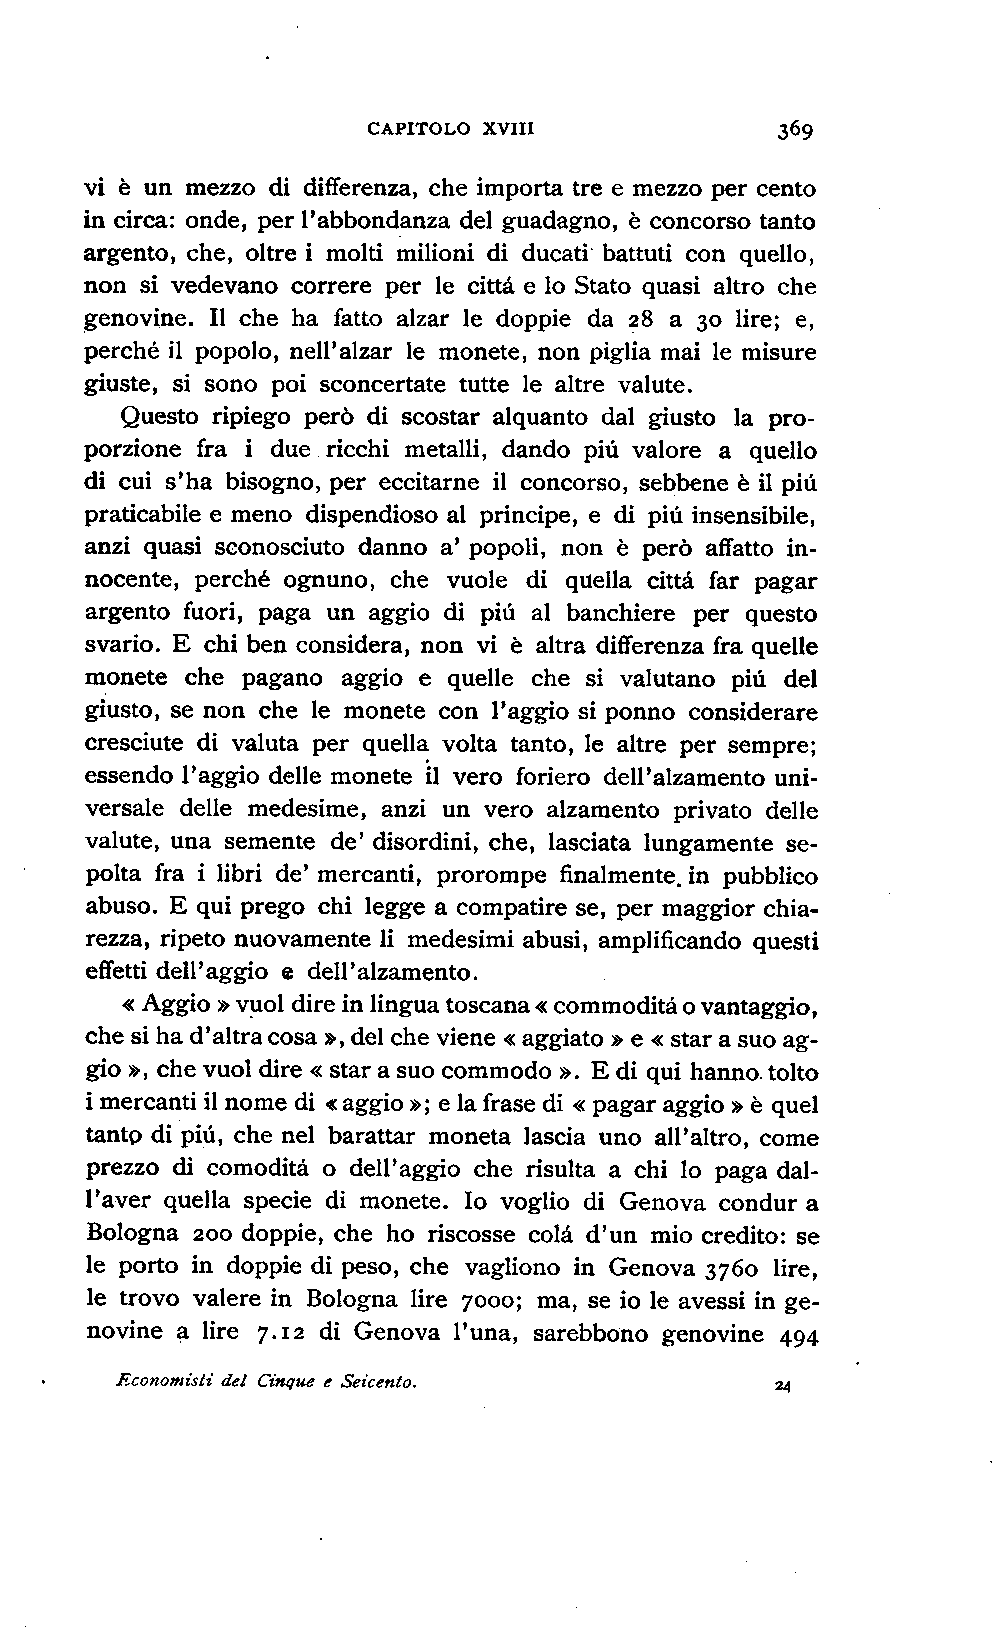 CAPITOLO XVIII 369
vi è un mezzo di differenza, che importa tre e mezzo per cento
in circa: onde, per l'abbondanza del guadagno, è concorso tanto
argento, che, oltre i molti milioni di ducati battuti con quello,
non si vedevano correre per le cittá e lo Stato quasi altro che
genovine. Il che ha fatto alzar le doppie da 28 a 30 lire; e,
perché il popolo, nell'alzar le monete, non piglia mai le misure
giuste, si sono poi sconcertate tutte le altre valute.
Questo ripiego però di scostar alquanto dal giusto la pro-
porzione fra i due ricchi metalli, dando piú valore a quello
di cui s'ha bisogno, per eccitarne il concorso, sebbene è il piú
praticabile e meno dispendioso al principe, e di piú insensibile,
anzi quasi sconosciuto danno a' popoli, non è però affatto in-
nocente, perché ognuno, che vuole di quella cittá far pagar
argento fuori, paga un aggio di piú al banchiere per questo
svario. E chi ben considera, non vi è altra differenza fra quelle
monete che pagano aggio e quelle che si valutano piú del
giusto, se non che le monete con l'aggio si ponno considerare
cresciute di valuta per quella volta tanto, le altre per sempre;
essendo l'aggio delle monete il vero foriero dell'alzamento uni-
versale delle medesime, anzi un vero alzamento privato delle
valute, una semente de' disordini, che, lasciata lungamente se-
polta fra i libri de' mercanti, prorompe finalmente in pubblico
abuso. E qui prego chi legge a compatire se, per maggior chia-
rezza, ripeto nuovamente li medesimi abusi, amplificando questi
effetti dell'aggio e dell'alzamento.
« Aggio » vuol dire in lingua toscana « commoditá o vantaggio,
che si ha d'altra cosa », del che viene « aggiato » e « star a suo ag-
gio », che vuol dire « star a suo commodo ». E di qui hanno tolto
i mercanti il nome di « aggio »; e la frase di « pagar aggio » è quel
tanto di piú, che nel barattar moneta lascia uno all'altro, come
prezzo di comoditá o dell'aggio che risulta a chi lo paga dal-
l'aver quella specie di monete. Io voglio di Genova condur a
Bologna 200 doppie, che ho riscosse colá d'un mio credito: se
le porto in doppie di peso, che vagliono in Genova 3760 lire,
le trovo valere in Bologna lire 7000; ma, se io le avessi in ge-
novine a lire 7.12 di Genova l'una, sarebbono genovine 494
Economisti del Cinque e Seicento. 24